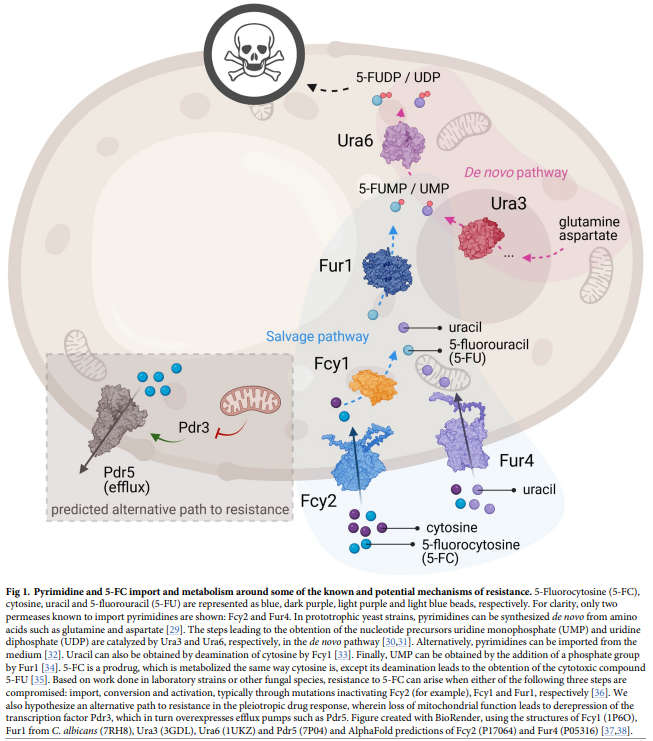 5-FUDP / UDP
Ura6
De novo pathway
5-FUMP / UMP
Ura3
glutamine
aspartate
...
Fur1
Salvage pathway
uracil
5-fluorouracil
(5-FU)
Fcy1
Pdr3
Pdr5
(efflux)
predicted alternative path to resistance
Fur4
Fcy2
uracil
cytosine
5-fluorocytosine
(5-FC)
Fig 1. Pyrimidine and 5-FC import and metabolism around some of the known and potential mechanisms of resistance. 5-Fluorocytosine (5-FC),
cytosine, uracil and 5-fluorouracil (5-FU) are represented as blue, dark purple, light purple and light blue beads, respectively. For clarity, only two
permeases known to import pyrimidines are shown: Fcy2 and Fur4. In prototrophic yeast strains, pyrimidines can be synthesized de novo from amino
acids such as glutamine and aspartate [29]. The steps leading to the obtention of the nucleotide precursors uridine monophosphate (UMP) and uridine
diphosphate (UDP) are catalyzed by Ura3 and Ura6, respectively, in the de novo pathway [30,31]. Alternatively, pyrimidines can be imported from the
medium [32]. Uracil can also be obtained by deamination of cytosine by Fcy1 [33]. Finally, UMP can be obtained by the addition of a phosphate group
by Fur1 [34]. 5-FC is a prodrug, which is metabolized the same way cytosine is, except its deamination leads to the obtention of the cytotoxic compound
5-FU [35]. Based on work done in laboratory strains or other fungal species, resistance to 5-FC can arise when either of the following three steps are
compromised: import, conversion and activation, typically through mutations inactivating Fcy2 (for example), Fcy1 and Fur1, respectively [36]. We
also hypothesize an alternative path to resistance in the pleiotropic drug response, wherein loss of mitochondrial function leads to derepression of the
transcription factor Pdr3, which in turn overexpresses efflux pumps such as Pdr5. Figure created with BioRender, using the structures of Fcy1 (1P6O),
Fur1 from C. albicans (7RH8), Ura3 (3GDL), Ura6 (1UKZ) and Pdr5 (7P04) and AlphaFold predictions of Fcy2 (P17064) and Fur4 (P05316) [37,38].